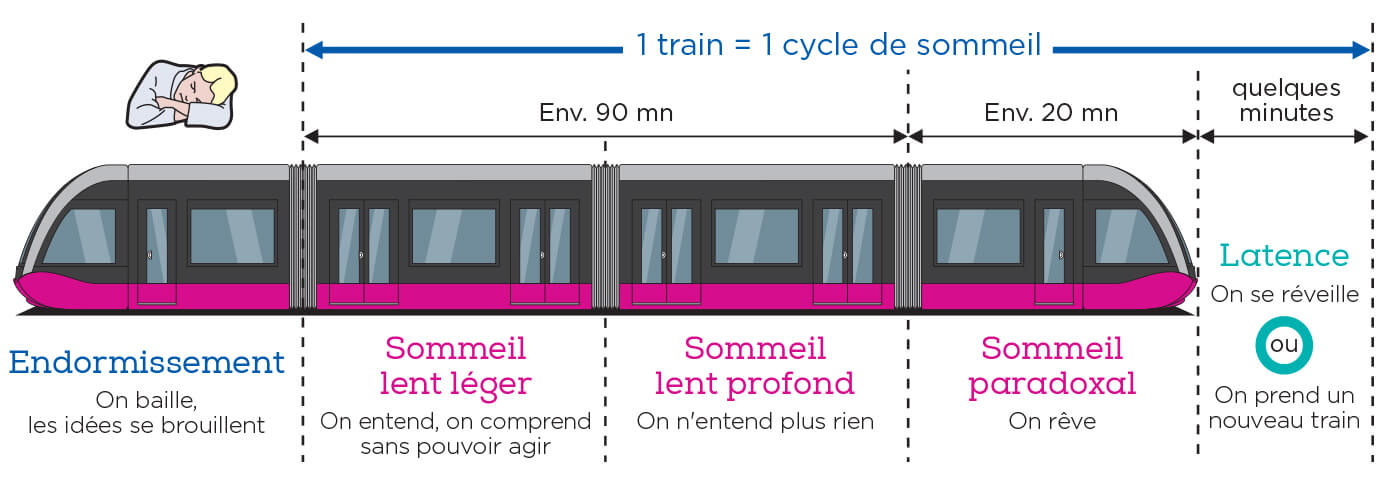 1 train = 1 cycle de sommeil
Env. 90 mn
Env. 20 mn
quelques
minutes
Endormissement
On baille,
les idées se brouillent
Sommeil
lent léger
On entend, on comprend
sans pouvoir agir
Sommeil
lent profond
On n'entend plus rien
Sommeil
paradoxal
On rêve
Latence
On se réveille
ou
On prend un
nouveau train